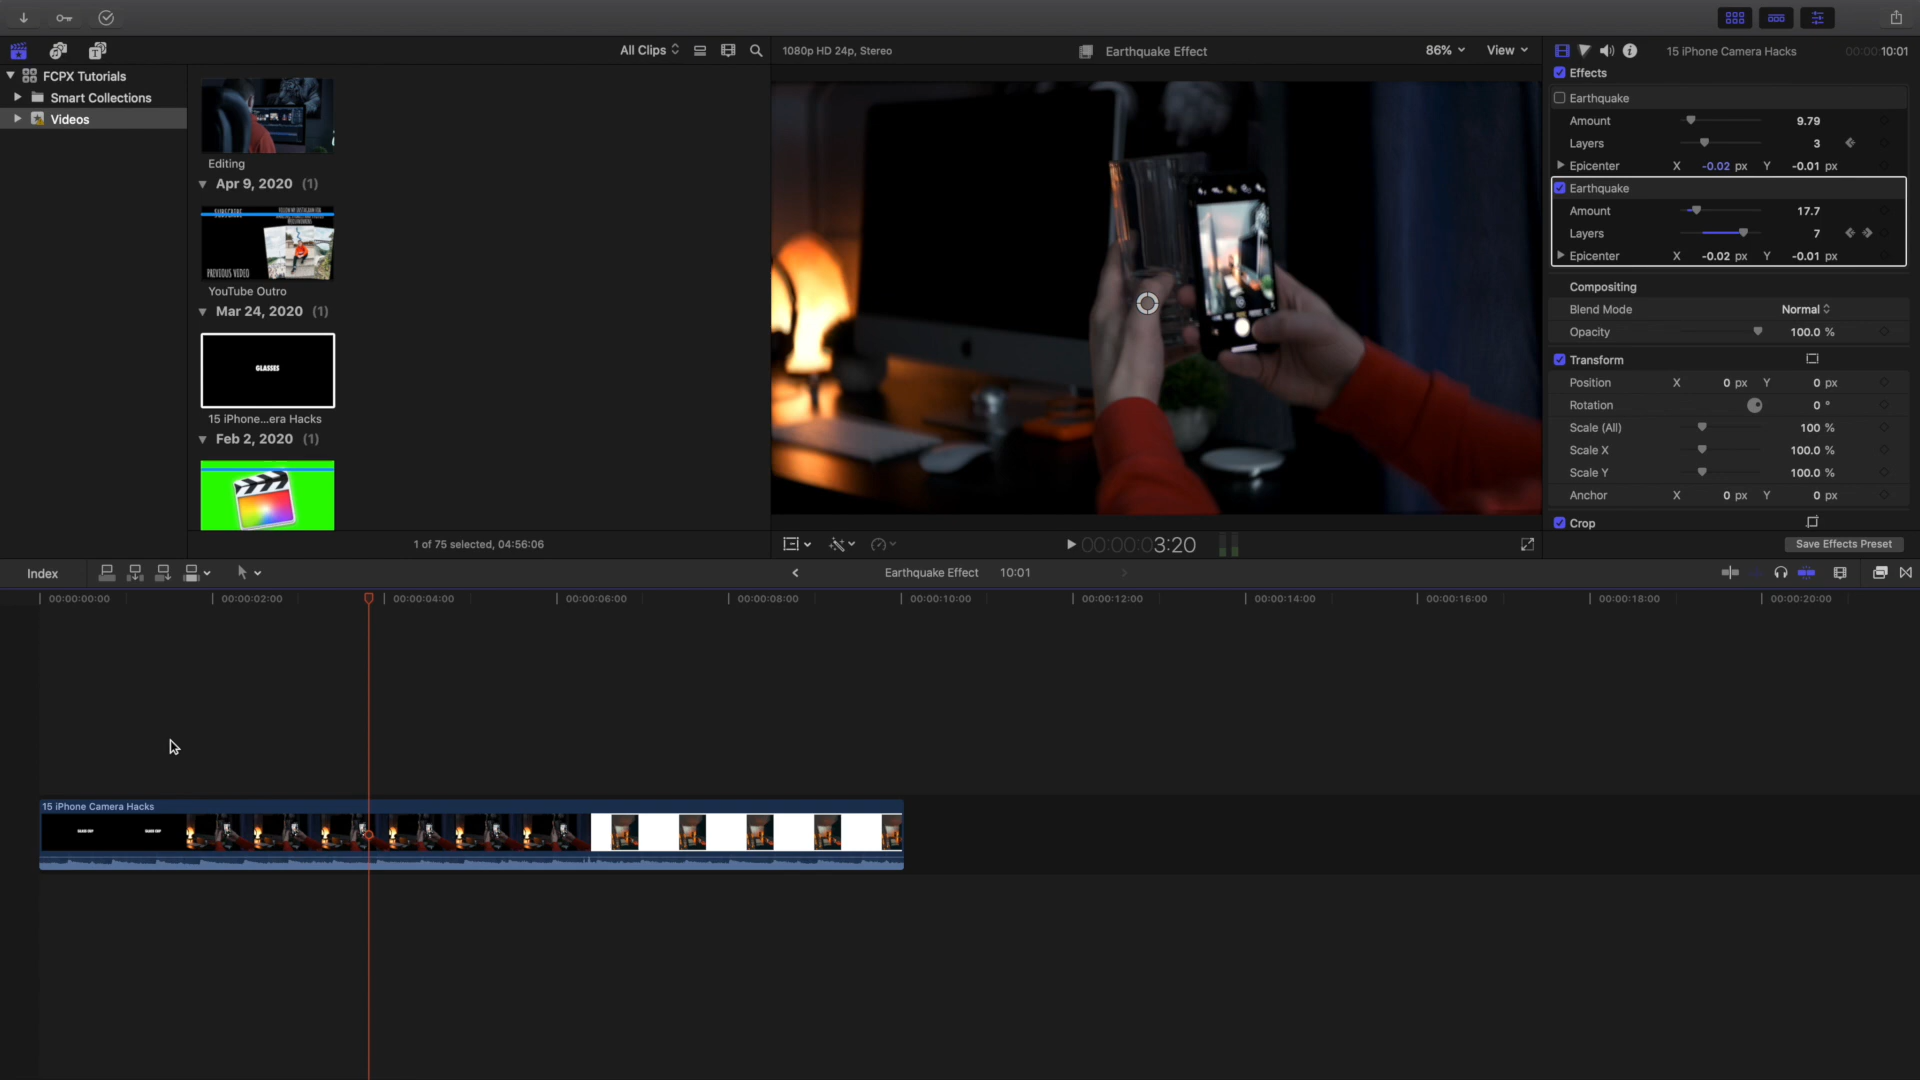 All Clips
1080p HD 24p, Stereo
Earthquake Effect
86%
View
15 iPhone Camera Hacks
00:00:10:01
FCPX Tutorials
Smart Collections
Videos
Editing
Apr 9, 2020 (1)
SUBSCRIBE
PREVIOUS VIDEO
YouTube Outro
Mar 24, 2020 (1)
GLASSES
15 iPhone...era Hacks
Feb 2, 2020 (1)
1 of 75 selected, 04:56:06
00:00:03:20
Effects
Earthquake
Amount 9.79
Layers 3
Epicenter X -0.02 px Y -0.01 px
Earthquake
Amount 17.7
Layers 7
Epicenter X -0.02 px Y -0.01 px
Compositing
Blend Mode Normal
Opacity 100.0 %
Transform
Position X 0 px Y 0 px
Rotation 0 °
Scale (All) 100 %
Scale X 100.0 %
Scale Y 100.0 %
Anchor X 0 px Y 0 px
Crop
Save Effects Preset
Index
Earthquake Effect 10:01
00:00:00:00 00:00:02:00 00:00:04:00 00:00:06:00 00:00:08:00 00:00:10:00 00:00:12:00 00:00:14:00 00:00:16:00 00:00:18:00 00:00:20:00
15 iPhone Camera Hacks